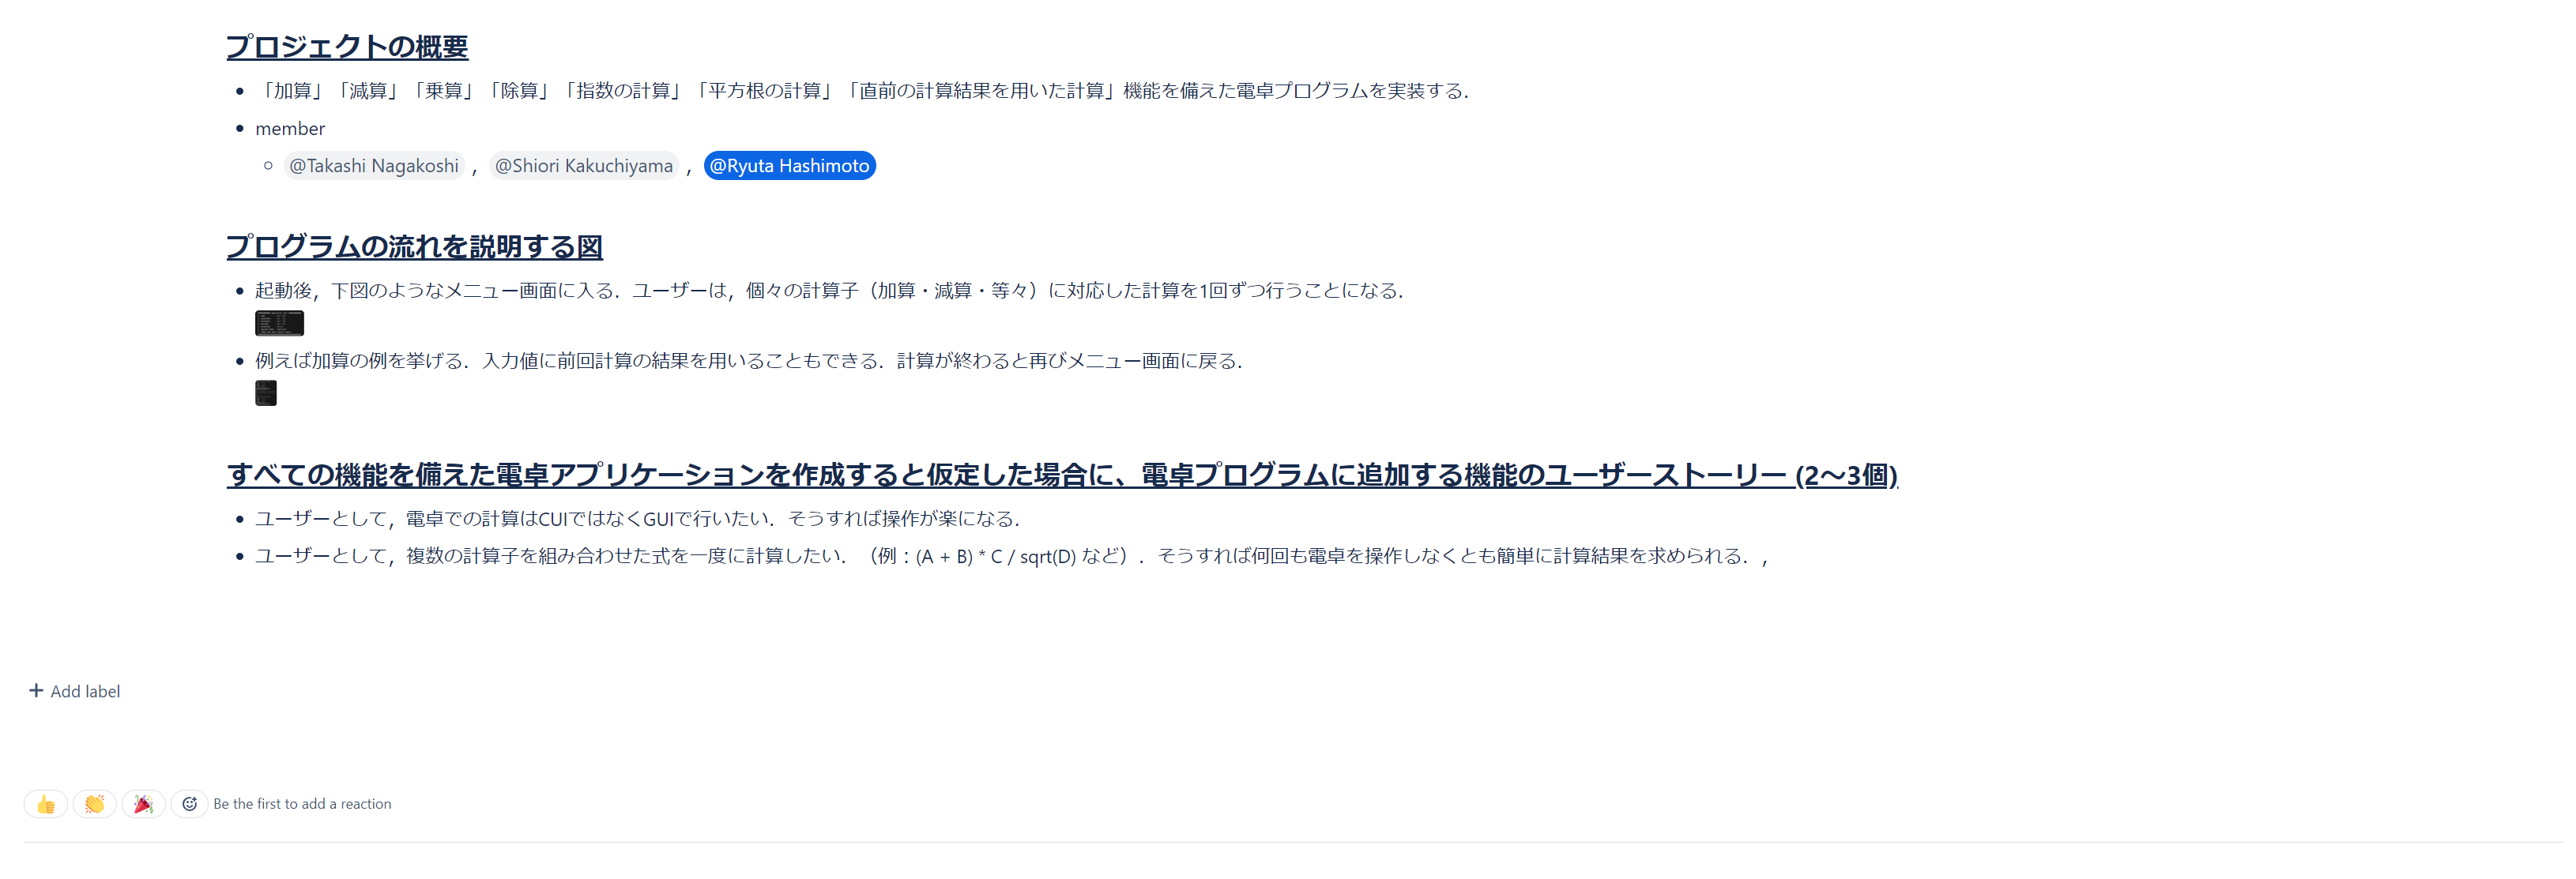 プロジェクトの概要
「加算」「減算」「乗算」「除算」「指数の計算」「平方根の計算」「直前の計算結果を用いた計算」機能を備えた電卓プログラムを実装する．
member
@Takashi Nagakoshi ， @Shiori Kakuchiyama ， @Ryuta Hashimoto
プログラムの流れを説明する図
起動後，下図のようなメニュー画面に入る．ユーザーは，個々の計算子（加算・減算・等々）に対応した計算を1回ずつ行うことになる．
例えば加算の例を挙げる．入力値に前回計算の結果を用いることもできる．計算が終わると再びメニュー画面に戻る．
すべての機能を備えた電卓アプリケーションを作成すると仮定した場合に、電卓プログラムに追加する機能のユーザーストーリー (2〜3個)
ユーザーとして，電卓での計算はCUIではなくGUIで行いたい．そうすれば操作が楽になる．
ユーザーとして，複数の計算子を組み合わせた式を一度に計算したい．（例：(A + B) * C / sqrt(D) など）．そうすれば何回も電卓を操作しなくとも簡単に計算結果を求められる．，
Add label
Be the first to add a reaction